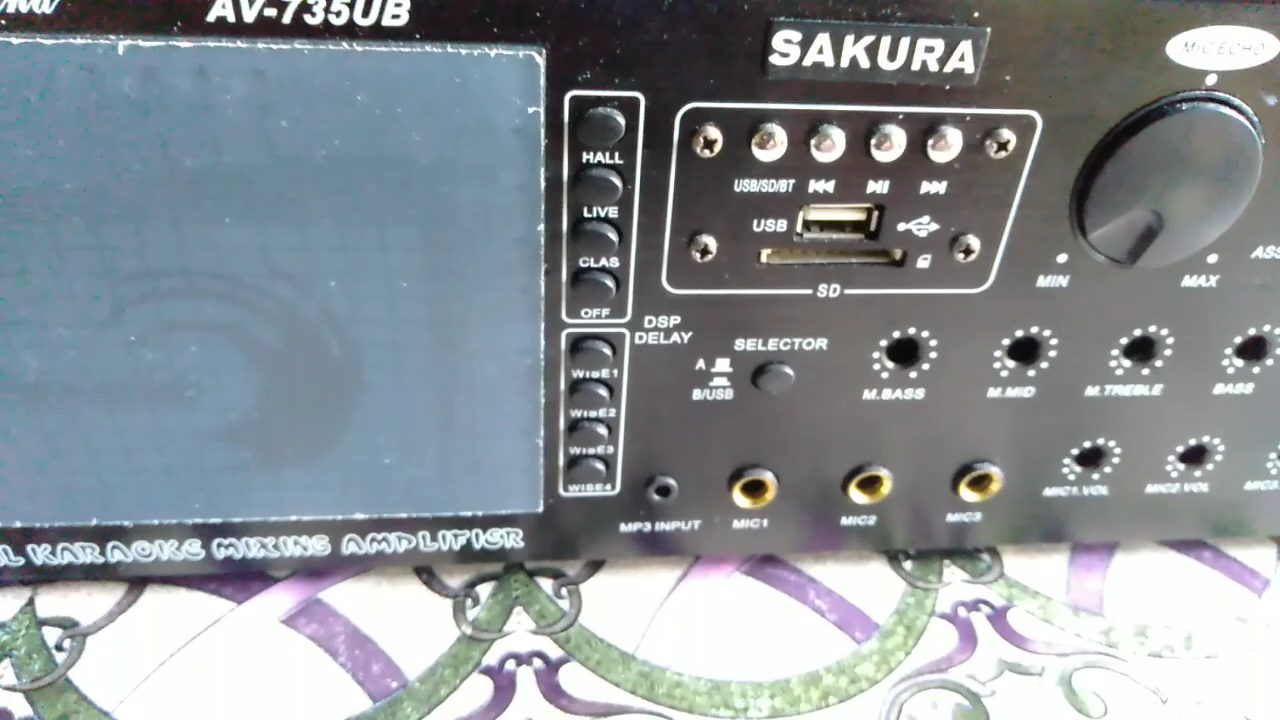 AV-735UB
SAKURA
MIC ECHO
HALL
LIVE
CLAS
OFF
USB/SD/BT
USB
SD
MIN
MAX
DSP
DELAY
WISE1
WISE2
WISE3
WISE4
SELECTOR
A
B/USB
M.BASS
M.MID
M.TREBLE
BASS
MP3 INPUT
MIC1
MIC2
MIC3
MIC1.VOL
MIC2.VOL
KARAOKE MIXING AMPLIFIER